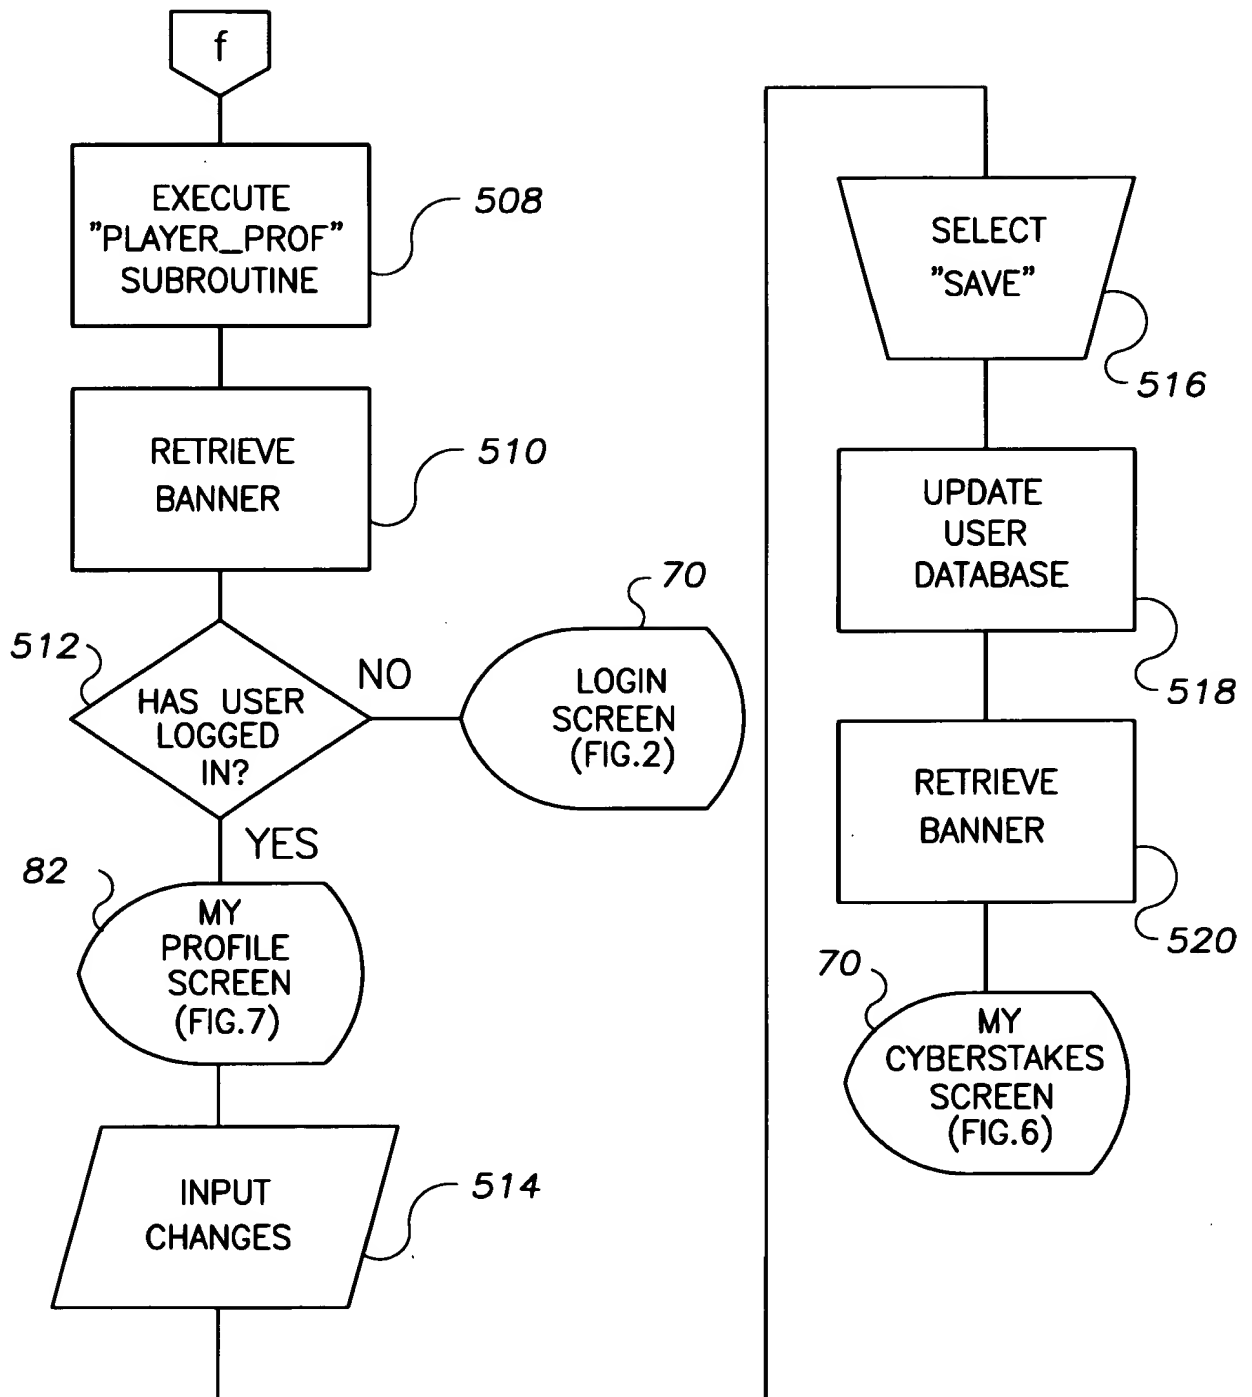 f
EXECUTE
"PLAYER_PROF"
SUBROUTINE
508
RETRIEVE
BANNER
510
512
HAS USER
LOGGED
IN?
NO
70
LOGIN
SCREEN
(FIG.2)
YES
82
MY
PROFILE
SCREEN
(FIG.7)
INPUT
CHANGES
514
SELECT
"SAVE"
516
UPDATE
USER
DATABASE
518
RETRIEVE
BANNER
520
70
MY
CYBERSTAKES
SCREEN
(FIG.6)